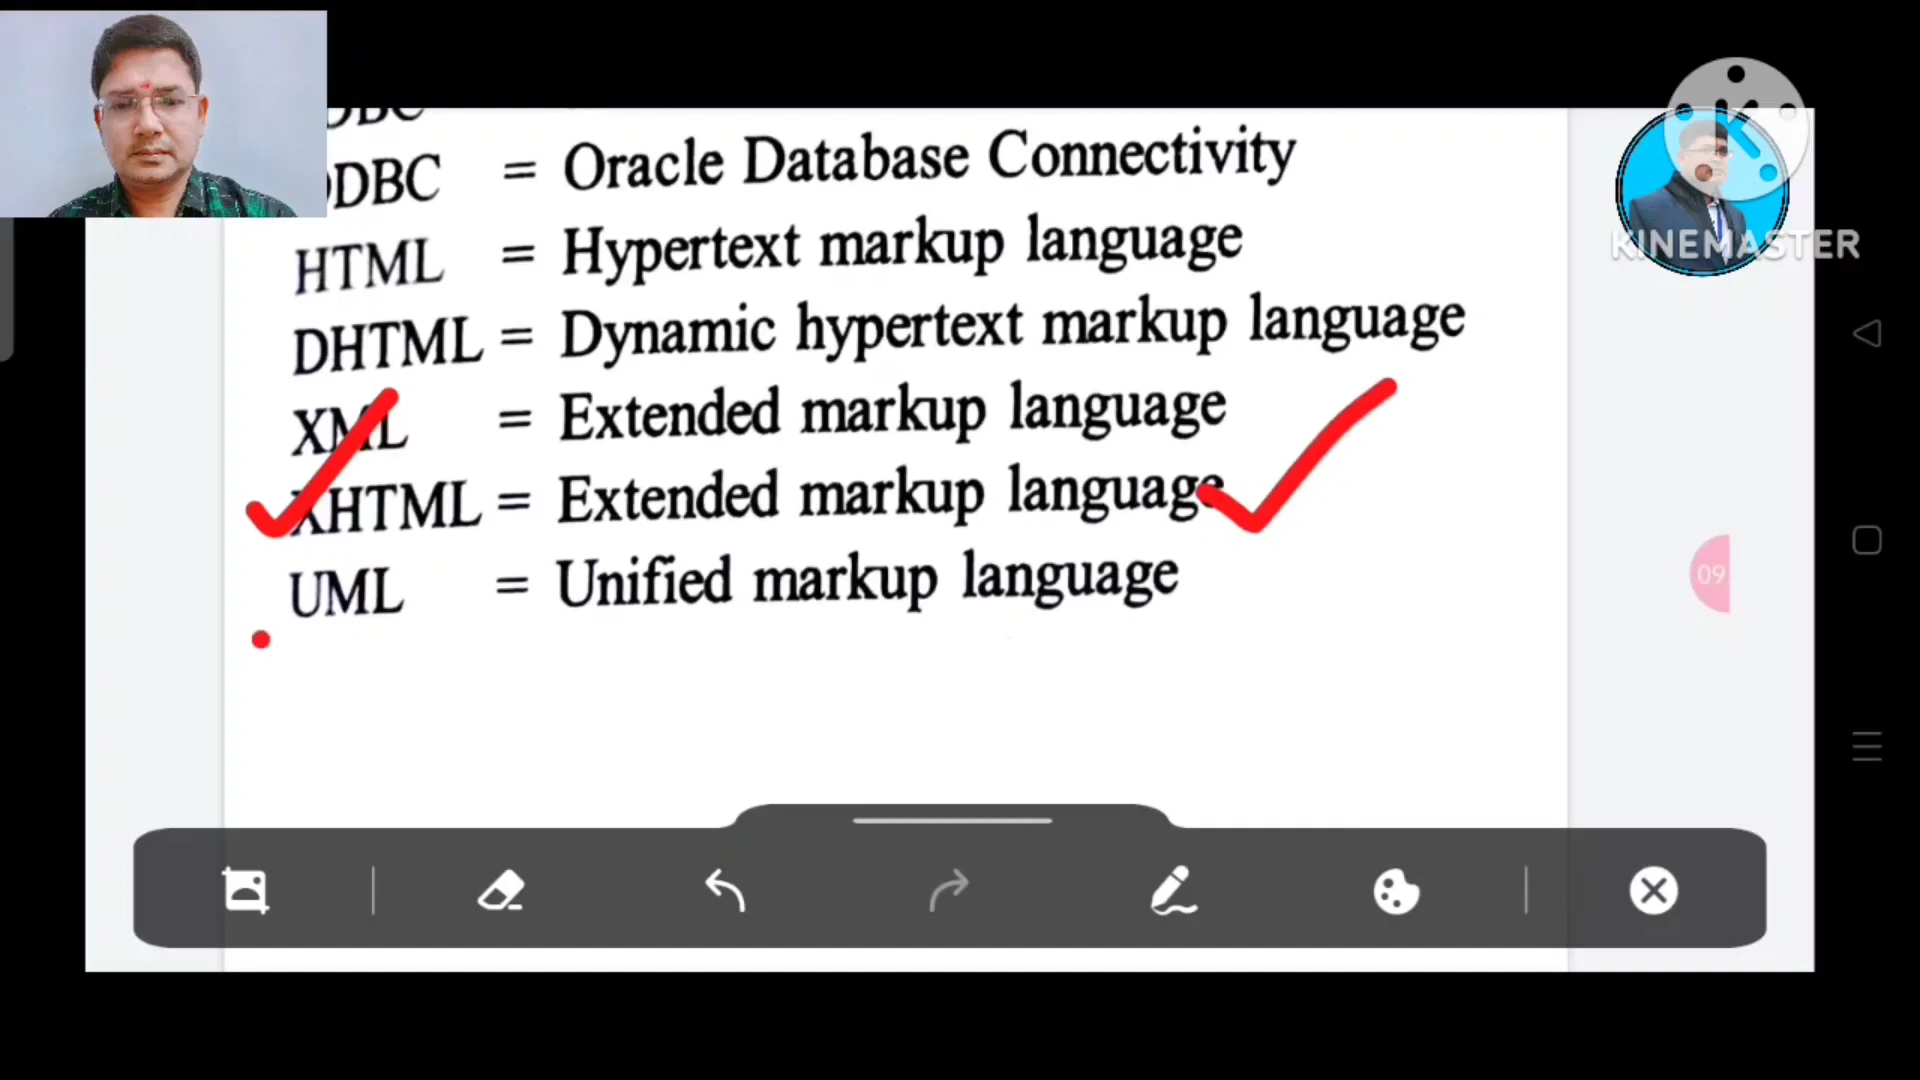 DBC
DDBC = Oracle Database Connectivity
HTML = Hypertext markup language
DHTML = Dynamic hypertext markup language
XML = Extended markup language
XHTML = Extended markup language
UML = Unified markup language
KINEMASTER
09